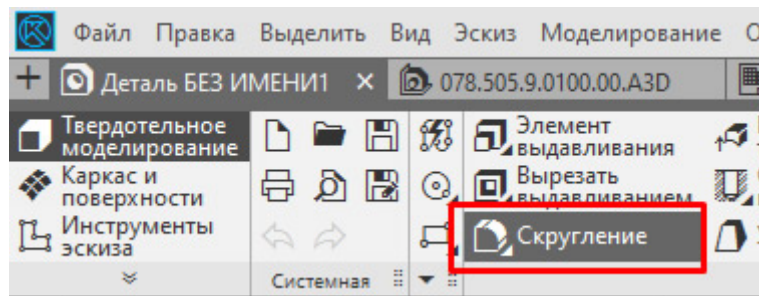 Файл Правка Выделить Вид Эскиз Моделирование
Деталь БЕЗ ИМЕНИ1 × 078.505.9.0100.00.A3D
Твердотельное
моделирование
Элемент
выдавливания
Каркас и
поверхности
Вырезать
выдавливанием
Инструменты
эскиза
Скругление
Системная